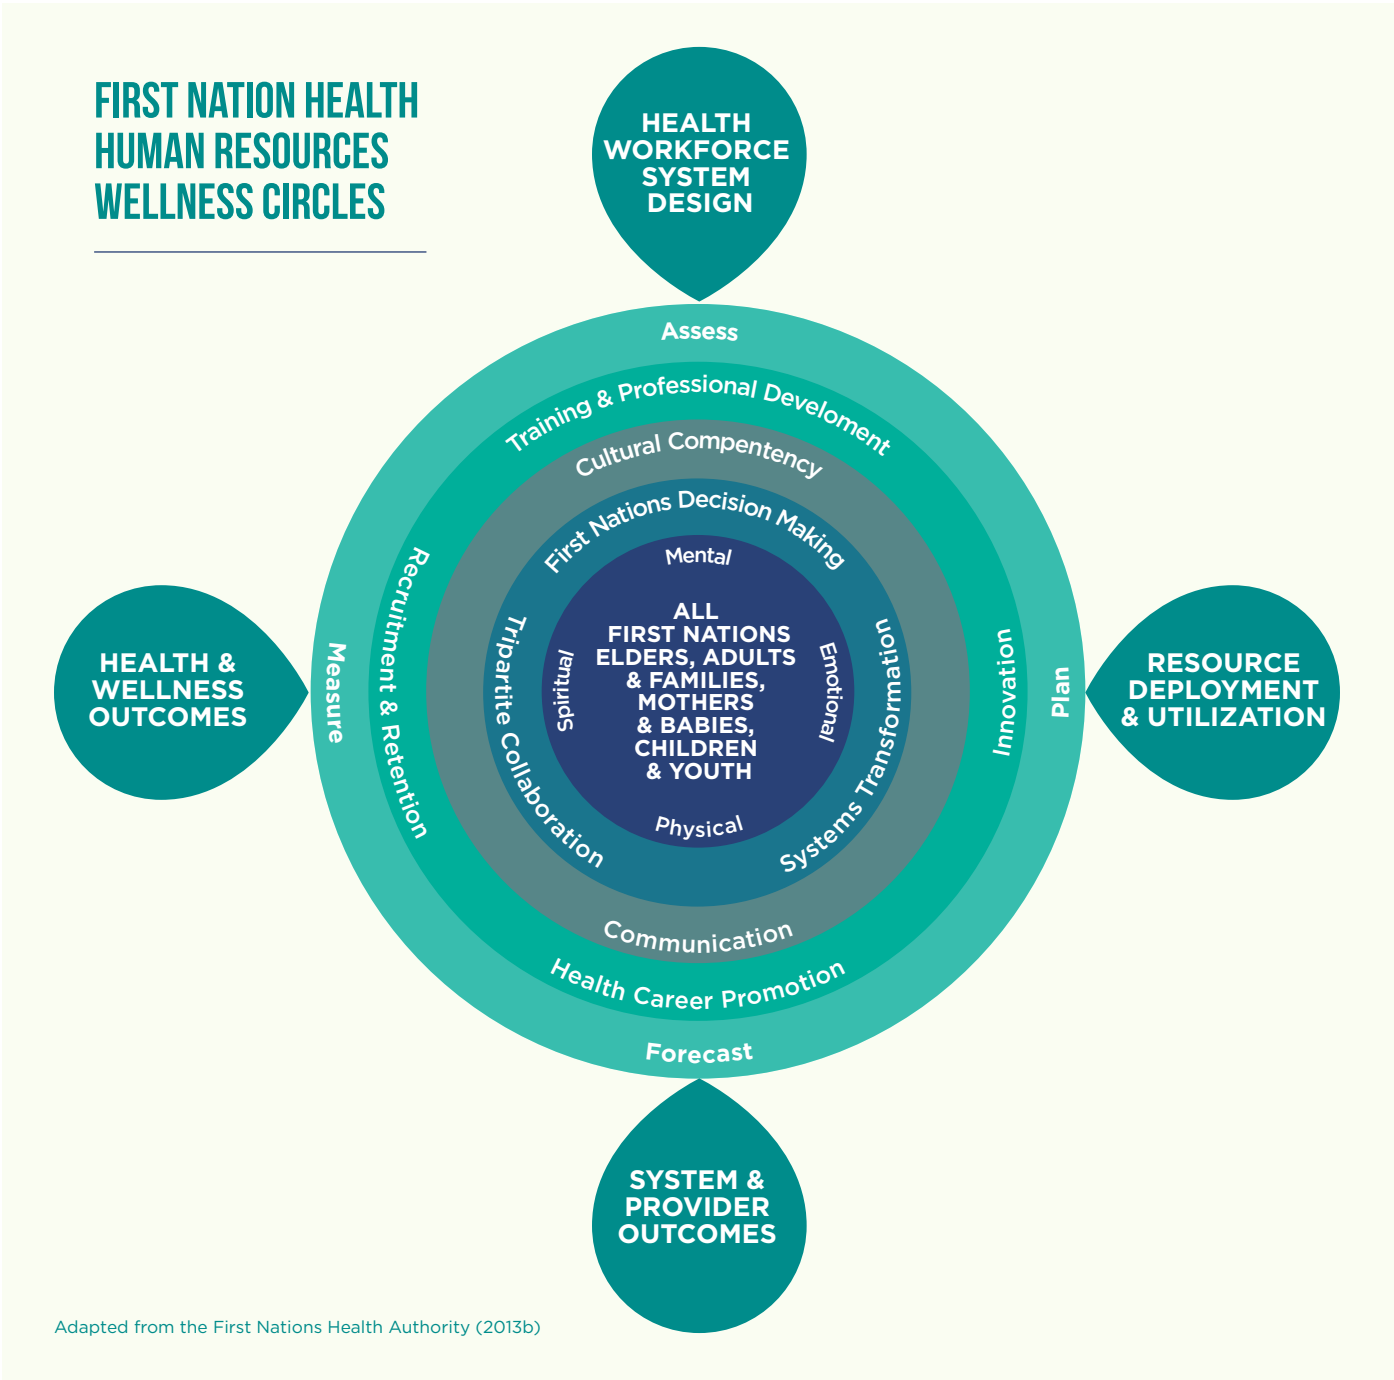 FIRST NATION HEALTH
HUMAN RESOURCES
WELLNESS CIRCLES
HEALTH
WORKFORCE
SYSTEM
DESIGN
Assess
Training & Professional Develoment
Cultural Compentency
First Nations Decision Making
Mental
ALL
FIRST NATIONS
ELDERS, ADULTS
& FAMILIES,
MOTHERS
& BABIES,
CHILDREN
& YOUTH
Spiritual
Emotional
Physical
Tripartite Collaboration
Systems Transformation
Communication
Recruitment & Retention
Innovation
Health Career Promotion
Measure
Plan
Forecast
HEALTH &
WELLNESS
OUTCOMES
RESOURCE
DEPLOYMENT
& UTILIZATION
SYSTEM &
PROVIDER
OUTCOMES
Adapted from the First Nations Health Authority (2013b)